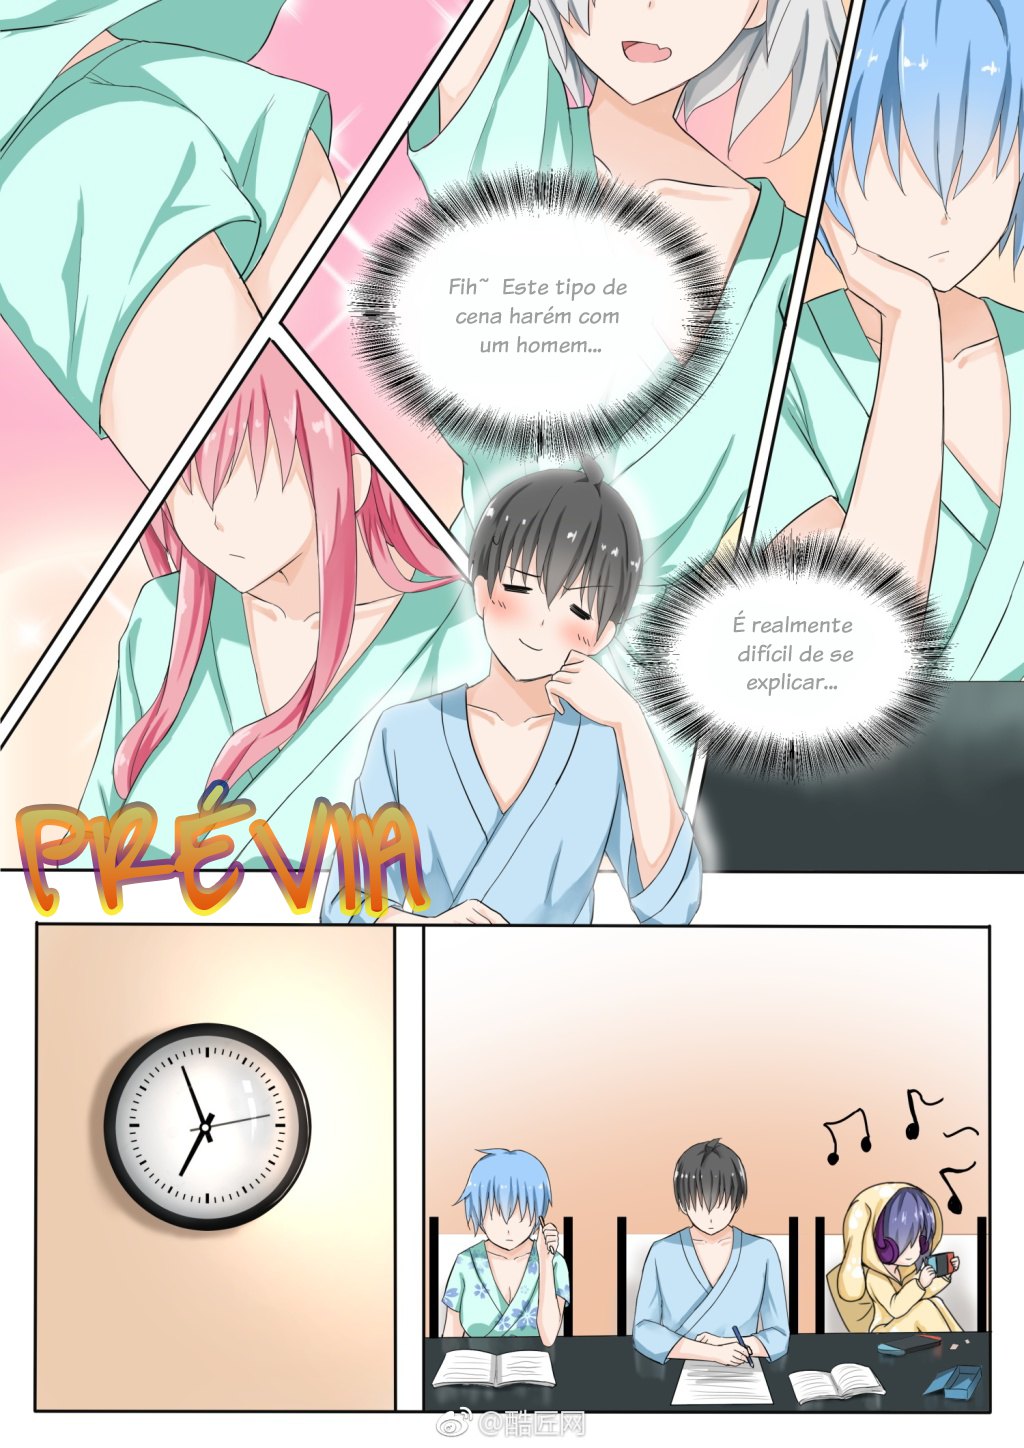 Fih~ Este tipo de
cena harém com
um homem...
É realmente
difícil de se
explicar...
PRÉVIA
@酷匠网